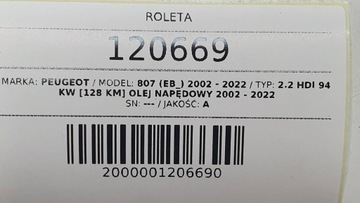 ROLETA
120669
MARKA: PEUGEOT / MODEL: 807 (EB_) 2002 - 2022 / TYP: 2.2 HDI 94
KW [128 KM] OLEJ NAPĘDOWY 2002 - 2022
SN: --- / JAKOŚĆ: A
2000001206690